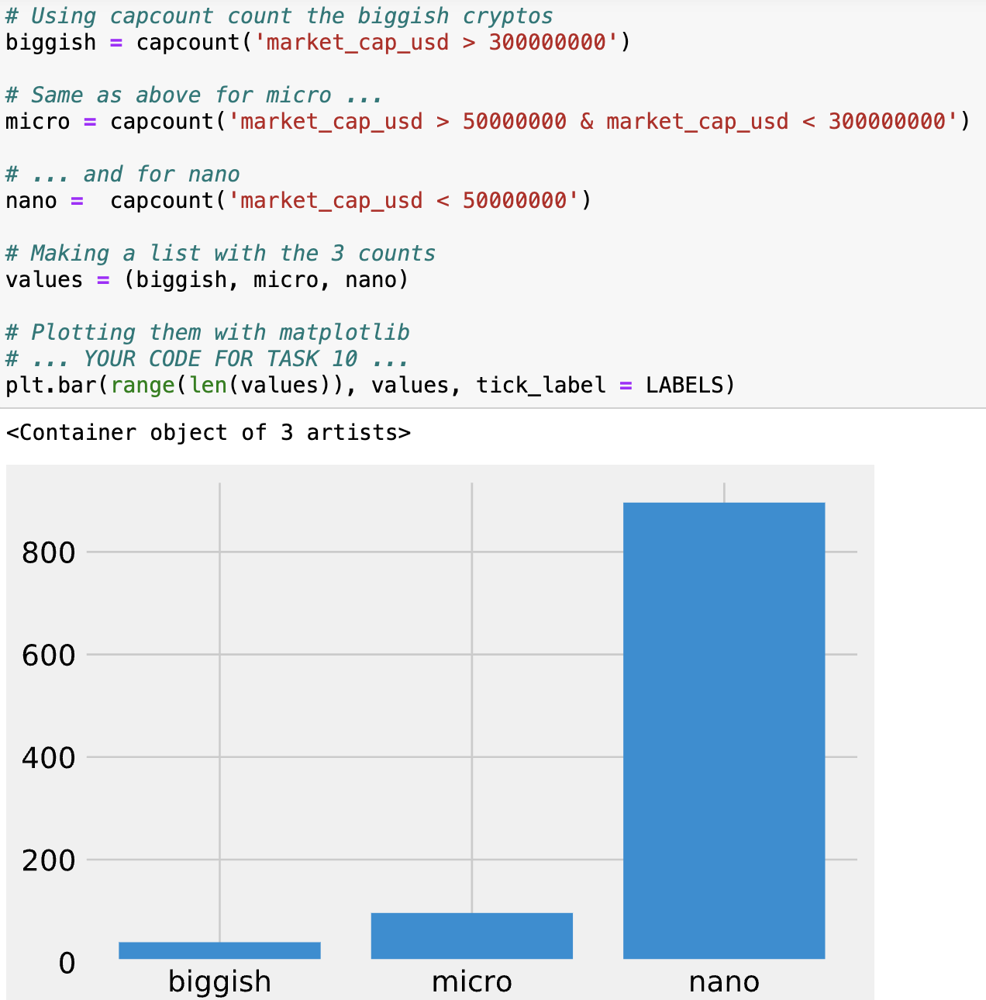 # Using capcount count the biggish cryptos
biggish = capcount('market_cap_usd > 300000000')
# Same as above for micro ...
micro = capcount('market_cap_usd > 50000000 & market_cap_usd < 300000000')
# ... and for nano
nano =  capcount('market_cap_usd < 50000000')
# Making a list with the 3 counts
values = (biggish, micro, nano)
# Plotting them with matplotlib
# ... YOUR CODE FOR TASK 10 ...
plt.bar(range(len(values)), values, tick_label = LABELS)
<Container object of 3 artists>
800
600
400
200
0
biggish micro nano